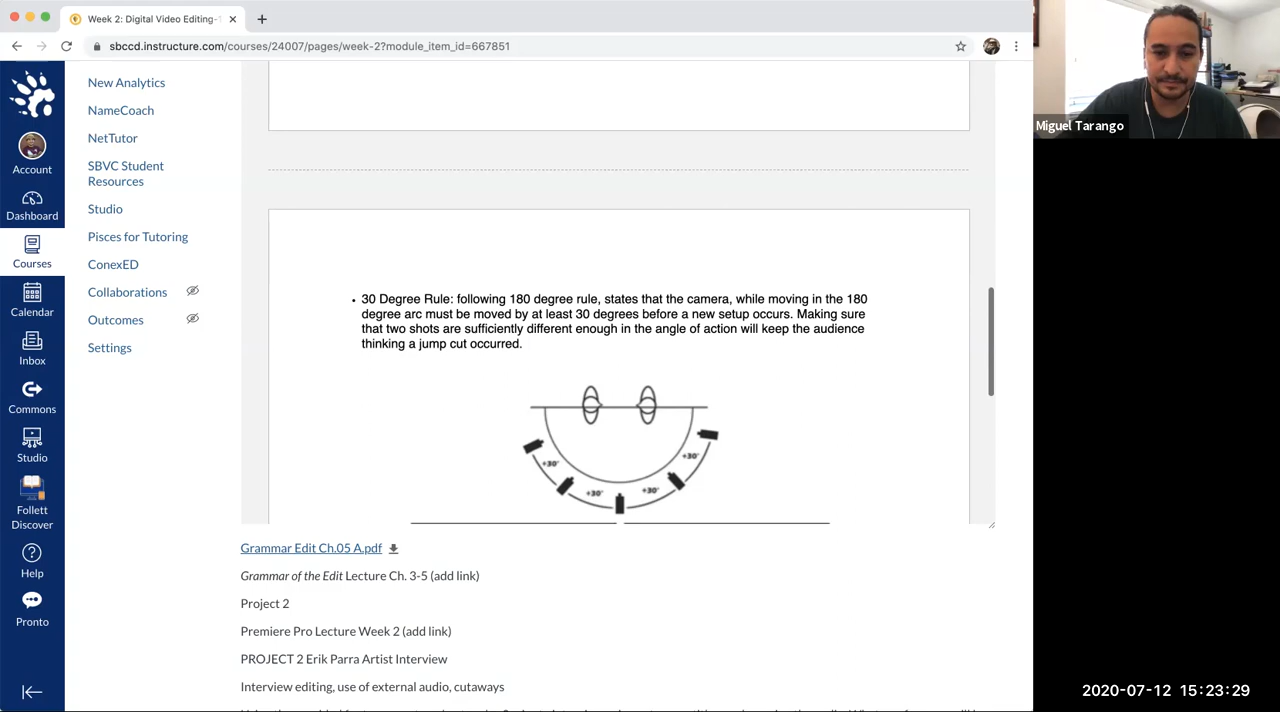 Week 2: Digital Video Editing-
sbccd.instructure.com/courses/24007/pages/week-2?module_item_id=667851
Account
Dashboard
Courses
Calendar
Inbox
Commons
Studio
Follett
Discover
Help
Pronto
New Analytics
NameCoach
NetTutor
SBVC Student
Resources
Studio
Pisces for Tutoring
ConexED
Collaborations
Outcomes
Settings
• 30 Degree Rule: following 180 degree rule, states that the camera, while moving in the 180
degree arc must be moved by at least 30 degrees before a new setup occurs. Making sure
that two shots are sufficiently different enough in the angle of action will keep the audience
thinking a jump cut occurred.
+30°
+30°
+30°
+30°
Grammar Edit Ch.05 A.pdf
Grammar of the Edit Lecture Ch. 3-5 (add link)
Project 2
Premiere Pro Lecture Week 2 (add link)
PROJECT 2 Erik Parra Artist Interview
Interview editing, use of external audio, cutaways
Miguel Tarango
2020-07-12 15:23:29